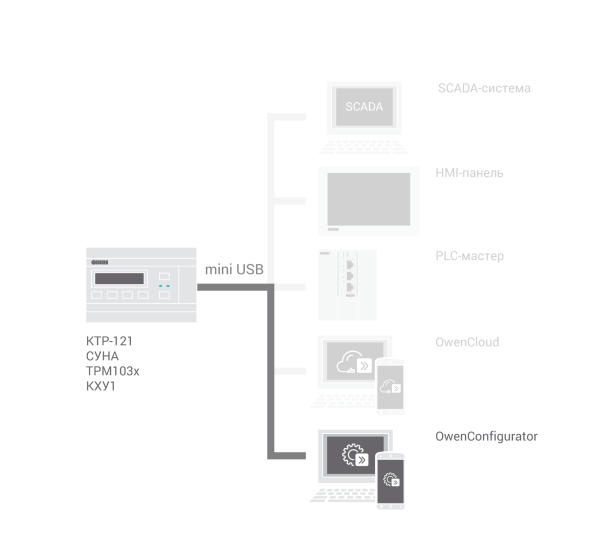 SCADA-система
SCADA
HMI-панель
PLC-мастер
mini USB
КТР-121
СУНА
ТРМ103х
КХУ1
OwenCloud
OwenConfigurator